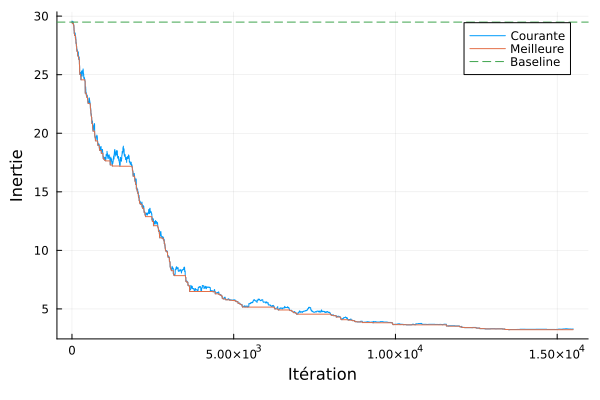 30
25
20
15
10
5
Inertie
Courante
Meilleure
Baseline
0
5.00×10³
1.00×10⁴
1.50×10⁴
Itération